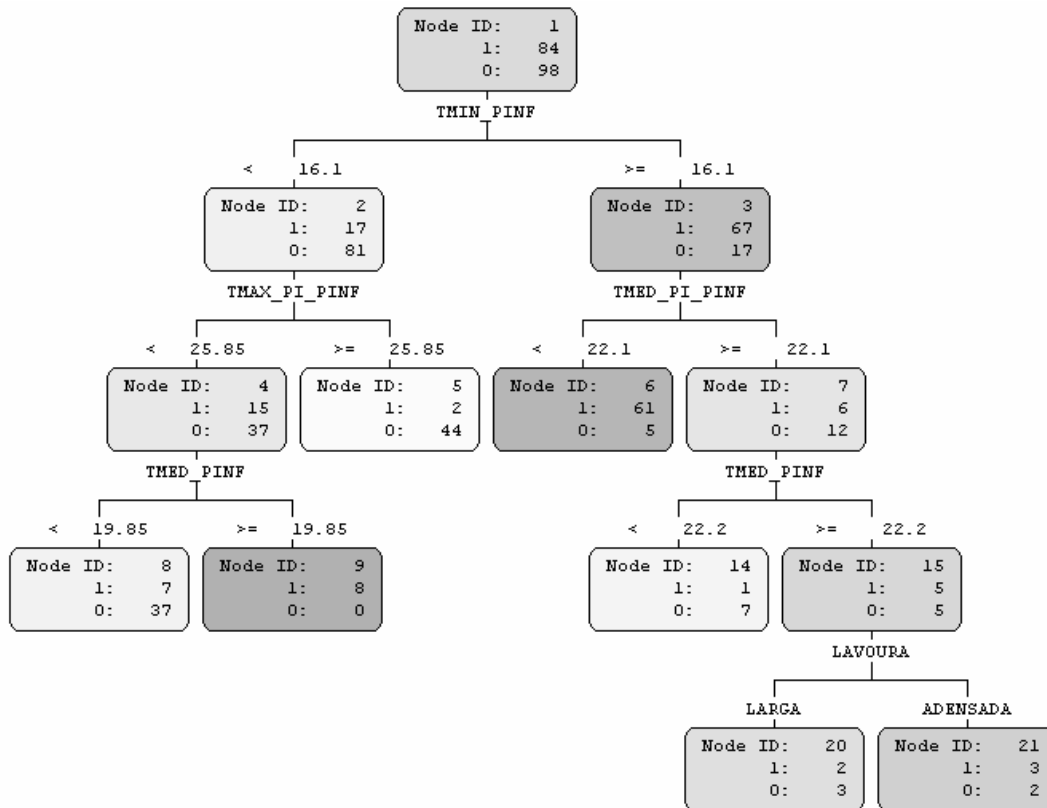 Node ID: 1
1: 84
0: 98
TMIN_PINF
< 16.1 >= 16.1
Node ID: 2
1: 17
0: 81
Node ID: 3
1: 67
0: 17
TMAX_PI_PINF
TMED_PI_PINF
< 25.85 >= 25.85 < 22.1 >= 22.1
Node ID: 4
1: 15
0: 37
Node ID: 5
1: 2
0: 44
Node ID: 6
1: 61
0: 5
Node ID: 7
1: 6
0: 12
TMED_PINF
TMED_PINF
< 19.85 >= 19.85 < 22.2 >= 22.2
Node ID: 8
1: 7
0: 37
Node ID: 9
1: 8
0: 0
Node ID: 14
1: 1
0: 7
Node ID: 15
1: 5
0: 5
LAVOURA
LARGA ADENSADA
Node ID: 20
1: 2
0: 3
Node ID: 21
1: 3
0: 2